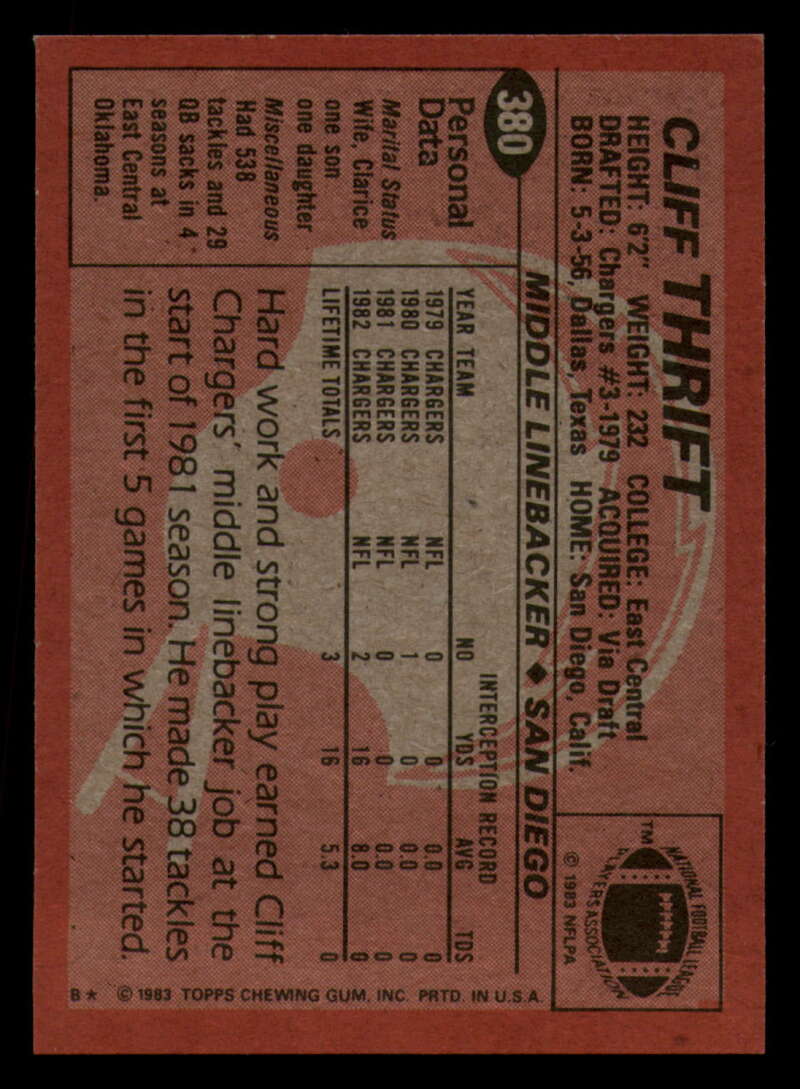 CLIFF THRIFT
HEIGHT: 6'2" WEIGHT: 232 COLLEGE: East Central
DRAFTED: Chargers #3-1979 ACQUIRED: Via Draft
BORN: 5-3-56, Dallas, Texas HOME: San Diego, Calif.
NATIONAL FOOTBALL LEAGUE
PLAYERS ASSOCIATION
TM
© 1983 NFLPA
380
MIDDLE LINEBACKER ♦ SAN DIEGO
Personal
Data
Marital Status
Wife, Clarice
one son
one daughter
Miscellaneous
Had 538
tackles and 29
QB sacks in 4
seasons at
East Central
Oklahoma.
INTERCEPTION RECORD
YEAR TEAM NO YDS AVG TDS
1979 CHARGERS NFL 0 0 0.0 0
1980 CHARGERS NFL 1 0 0.0 0
1981 CHARGERS NFL 0 0 0.0 0
1982 CHARGERS NFL 2 16 8.0 0
LIFETIME TOTALS 3 16 5.3 0
Hard work and strong play earned Cliff
Chargers' middle linebacker job at the
start of 1981 season. He made 38 tackles
in the first 5 games in which he started.
B* © 1983 TOPPS CHEWING GUM, INC. PRTD. IN U.S.A.